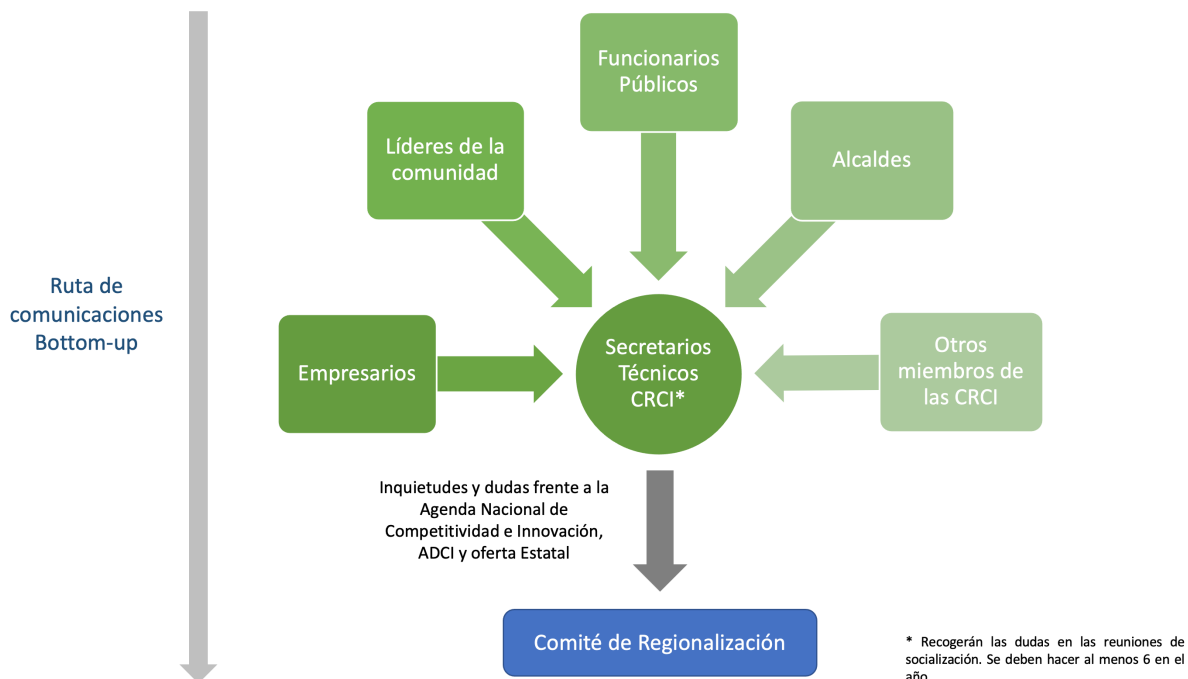 Funcionarios
Públicos
Líderes de la
comunidad
Alcaldes
Ruta de
comunicaciones
Bottom-up
Empresarios
Secretarios
Técnicos
CRCI*
Otros
miembros de
las CRCI
Inquietudes y dudas frente a la
Agenda Nacional de
Competitividad e Innovación,
ADCI y oferta Estatal
Comité de Regionalización
* Recogerán las dudas en las reuniones de
socialización. Se deben hacer al menos 6 en el
año